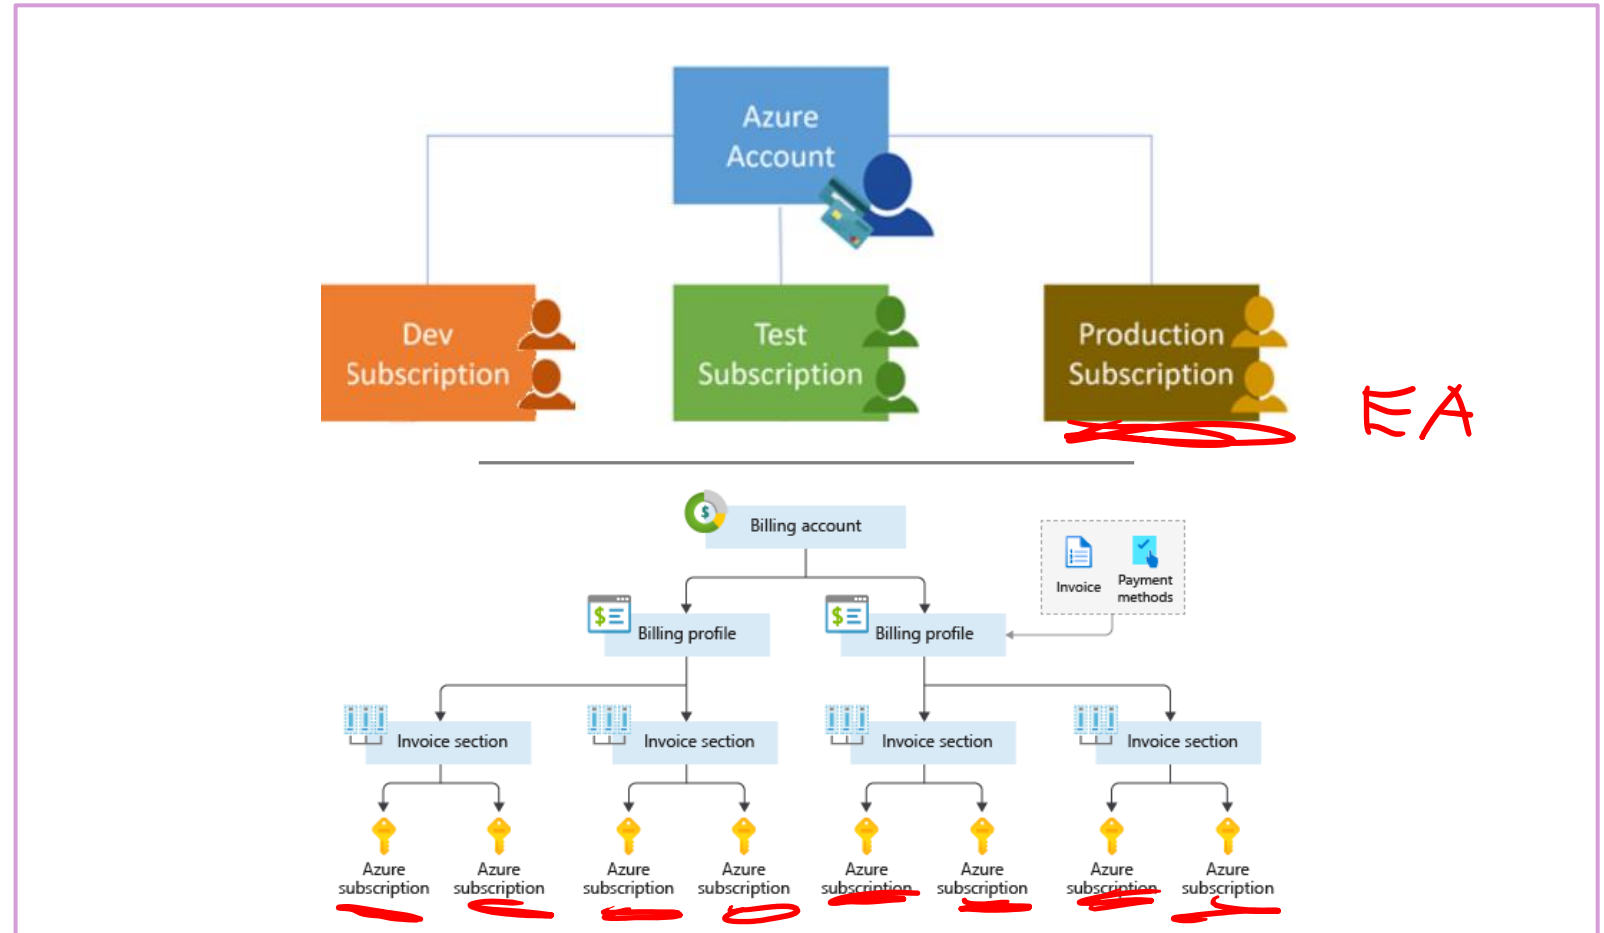 Azure
Account
Dev
Subscription
Test
Subscription
Production
Subscription
EA
$
Billing account
Invoice
Payment
methods
$
Billing profile
$
Billing profile
Invoice section
Invoice section
Invoice section
Invoice section
Azure
subscription
Azure
subscription
Azure
subscription
Azure
subscription
Azure
subscription
Azure
subscription
Azure
subscription
Azure
subscription